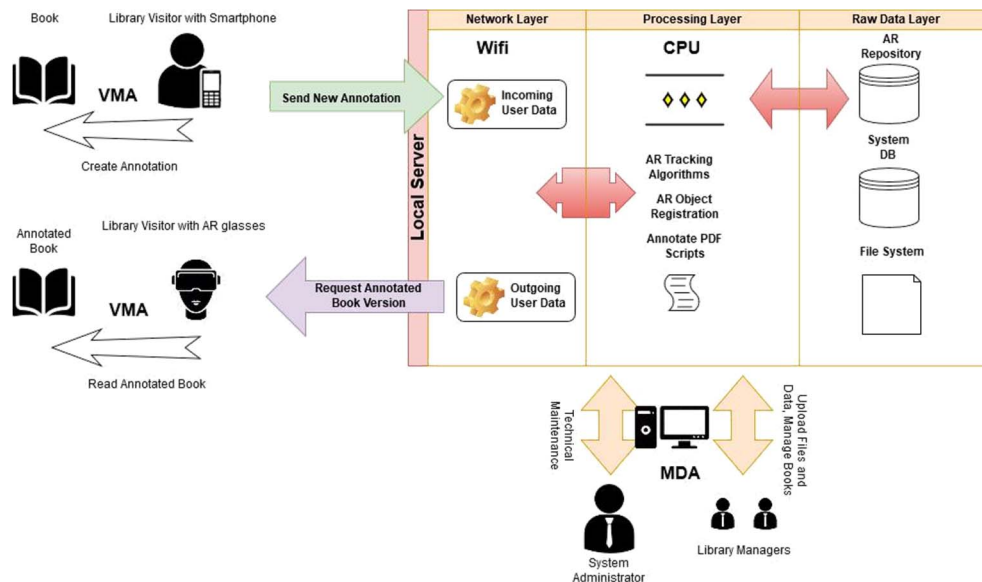 Book
Library Visitor with Smartphone
VMA
Create Annotation
Send New Annotation
Library Visitor with AR glasses
Annotated
Book
VMA
Read Annotated Book
Request Annotated
Book Version
Local Server
Network Layer
Processing Layer
Raw Data Layer
Wifi
Incoming
User Data
Outgoing
User Data
CPU
AR Tracking
Algorithms
AR Object
Registration
Annotate PDF
Scripts
AR
Repository
System
DB
File System
Technical
Maintenance
MDA
Upload Files and
Data, Manage Books
System
Administrator
Library Managers